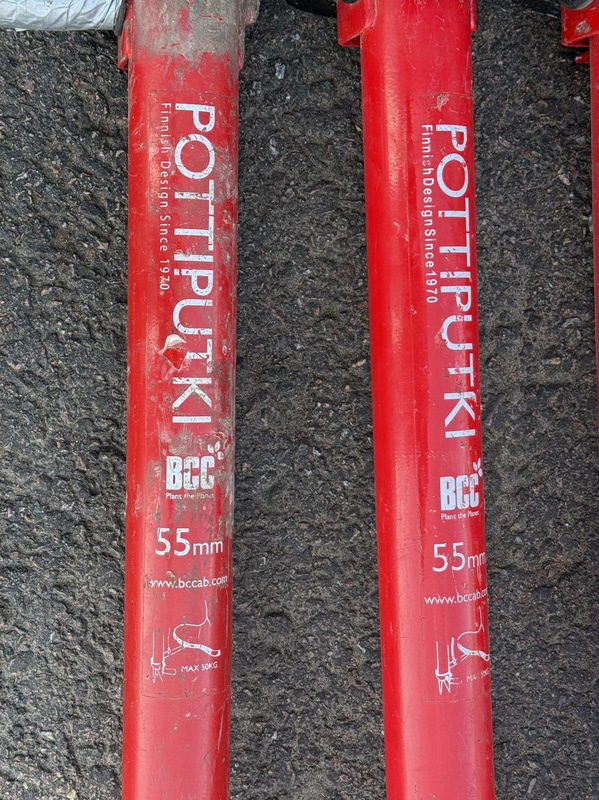 POTTIPUTKI
Finnish Design Since 1970
BCC
Plant the Planet
55mm
www.bccab.com
MAX 50KG
POTTIPUTKI
Finnish Design Since 1970
BCC
Plant the Planet
55mm
www.bccab.com